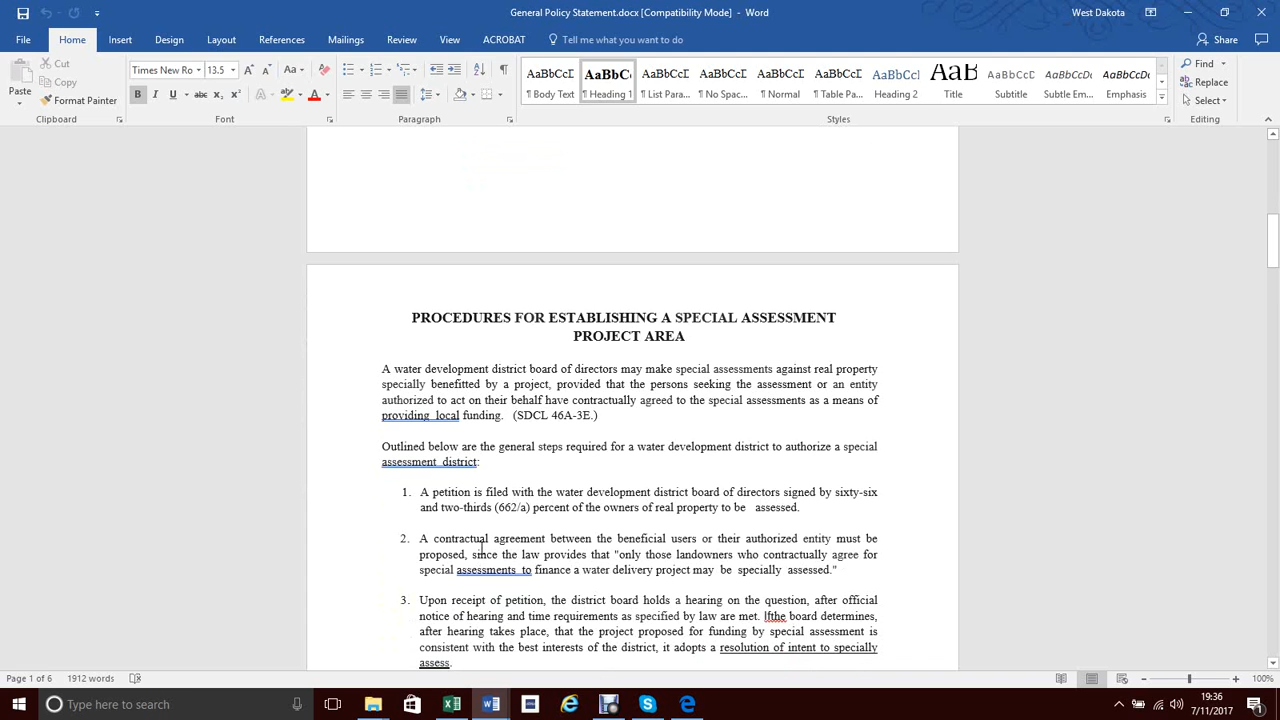 General Policy Statement.docx [Compatibility Mode] - Word
West Dakota
File Home Insert Design Layout References Mailings Review View ACROBAT Tell me what you want to do Share
Cut
Copy
Format Painter
Paste
Clipboard
Times New Ro 13.5
Font
Paragraph
AaBbCcI AaBbC AaBbCcI AaBbCcI AaBbCcI AaBbCcI AaBbCcI AaB AaBbCcD AaBbCcDı AaBbCcDı
¶ Body Text ¶ Heading 1 ¶ List Para... ¶ No Spac... ¶ Normal ¶ Table Pa... Heading 2 Title Subtitle Subtle Em... Emphasis
Styles
Find
Replace
Select
Editing
PROCEDURES FOR ESTABLISHING A SPECIAL ASSESSMENT
PROJECT AREA
A water development district board of directors may make special assessments against real property
specially benefitted by a project, provided that the persons seeking the assessment or an entity
authorized to act on their behalf have contractually agreed to the special assessments as a means of
providing local funding. (SDCL 46A-3E.)
Outlined below are the general steps required for a water development district to authorize a special
assessment district:
1. A petition is filed with the water development district board of directors signed by sixty-six
and two-thirds (662/a) percent of the owners of real property to be assessed.
2. A contractual agreement between the beneficial users or their authorized entity must be
proposed, since the law provides that "only those landowners who contractually agree for
special assessments to finance a water delivery project may be specially assessed."
3. Upon receipt of petition, the district board holds a hearing on the question, after official
notice of hearing and time requirements as specified by law are met. Ifthe board determines,
after hearing takes place, that the project proposed for funding by special assessment is
consistent with the best interests of the district, it adopts a resolution of intent to specially
assess.
Page 1 of 6 1912 words 100%
Type here to search
19:36
7/11/2017